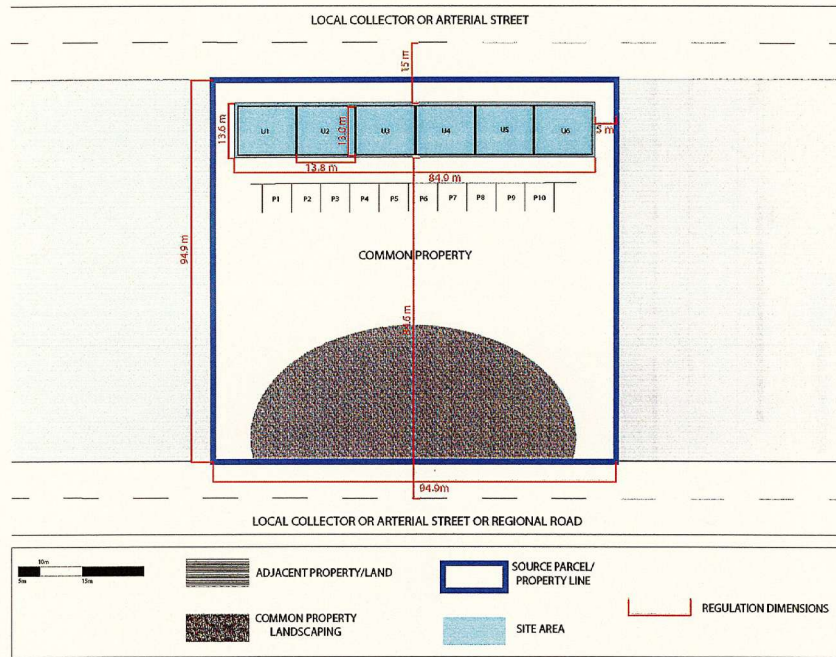 LOCAL COLLECTOR OR ARTERIAL STREET
15 m
13.6 m
U1 U2 U3 U4 U5 U6
5 m
13.8 m
84.9 m
P1 P2 P3 P4 P5 P6 P7 P8 P9 P10
94.9 m
COMMON PROPERTY
94.9m
LOCAL COLLECTOR OR ARTERIAL STREET OR REGIONAL ROAD
10m
5m 15m
ADJACENT PROPERTY/LAND
SOURCE PARCEL/
PROPERTY LINE
REGULATION DIMENSIONS
COMMON PROPERTY
LANDSCAPING
SITE AREA